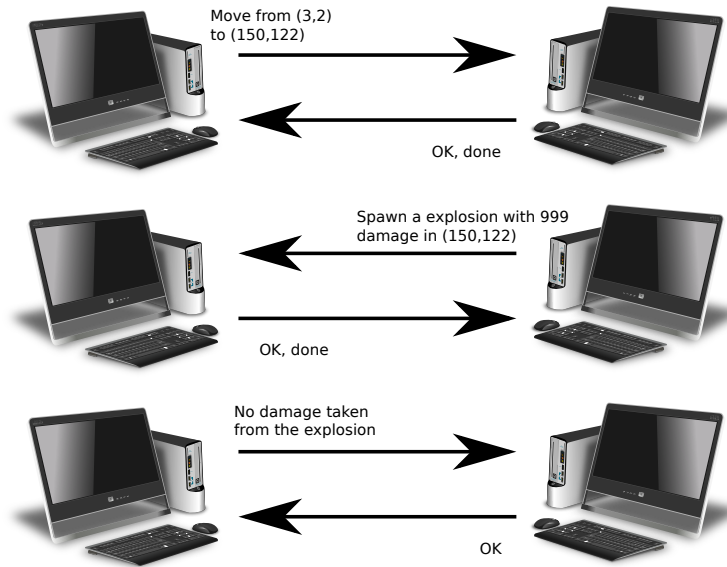 Move from (3,2)
to (150,122)
OK, done
Spawn a explosion with 999
damage in (150,122)
OK, done
No damage taken
from the explosion
OK